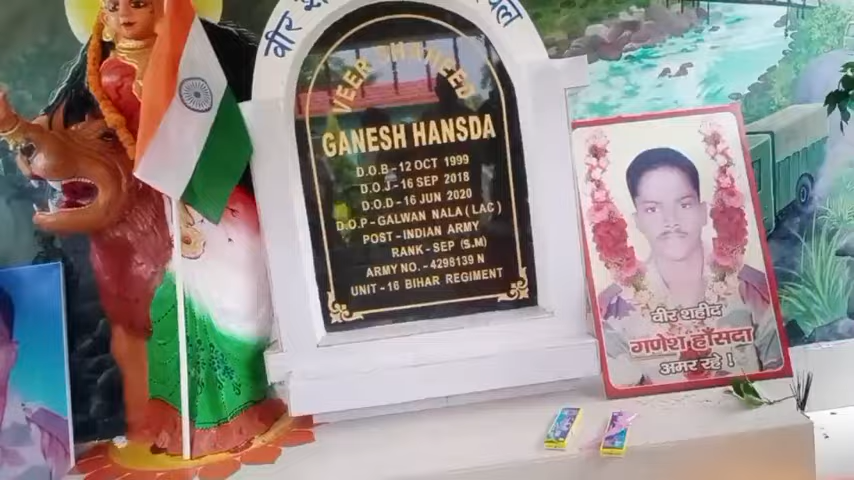 वीर
VEER SHAHEED
GANESH HANSDA
D.O.B - 12 OCT 1999
D.O.J - 16 SEP 2018
D.O.D - 16 JUN 2020
D.O.P - GALWAN NALA (LAC)
POST - INDIAN ARMY
RANK - SEP (S.M)
ARMY NO. - 4298139 N
UNIT - 16 BIHAR REGIMENT
वीर शहीद
गणेश हाँसदा
अमर रहे !